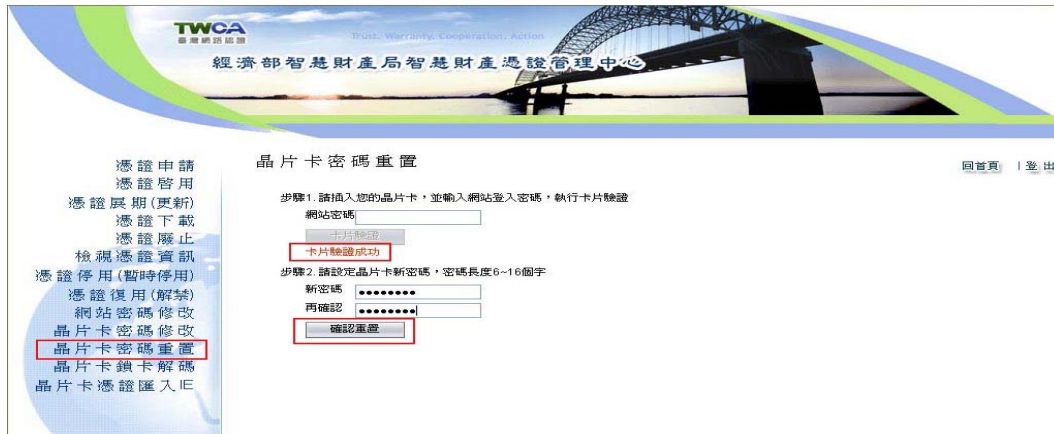 TWCA
臺灣網路認證
Trust, Warranty, Cooperation, Action
經濟部智慧財產局智慧財產憑證管理中心
憑證申請
憑證啓用
憑證展期(更新)
憑證下載
憑證廢止
檢視憑證資訊
憑證停用(暫時停用)
憑證復用(解禁)
網站密碼修改
晶片卡密碼修改
晶片卡密碼重置
晶片卡鎖卡解碼
晶片卡憑證匯入IE
晶片卡密碼重置
回首頁 | 登出
步驟1.請插入您的晶片卡，並輸入網站登入密碼，執行卡片驗證
網站密碼
卡片驗證
卡片驗證成功
步驟2.請設定晶片卡新密碼，密碼長度6~16個字
新密碼 ●●●●●●●●
再確認 ●●●●●●●●
確認重置